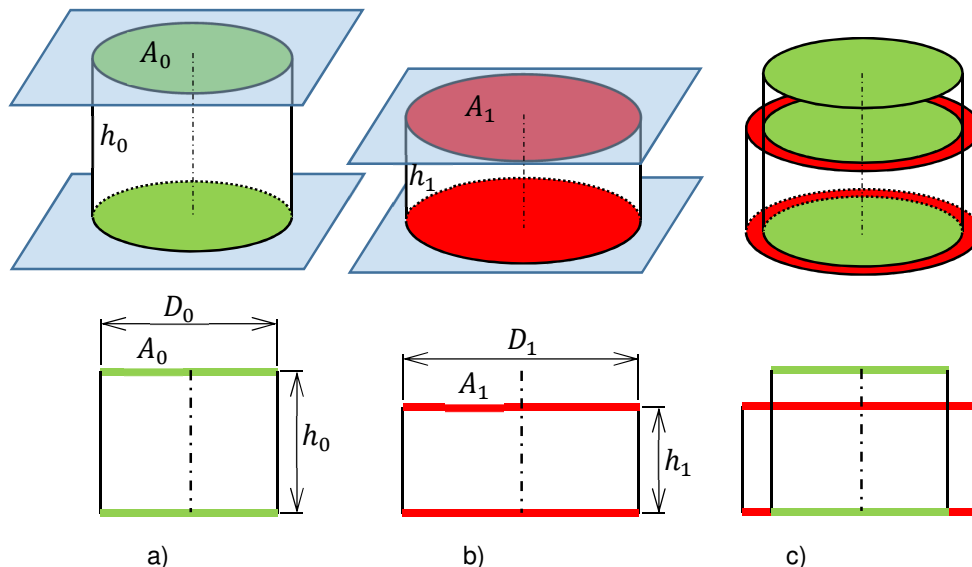 A₀
h₀
A₁
h₁
D₀
A₀
h₀
D₁
A₁
h₁
a)
b)
c)